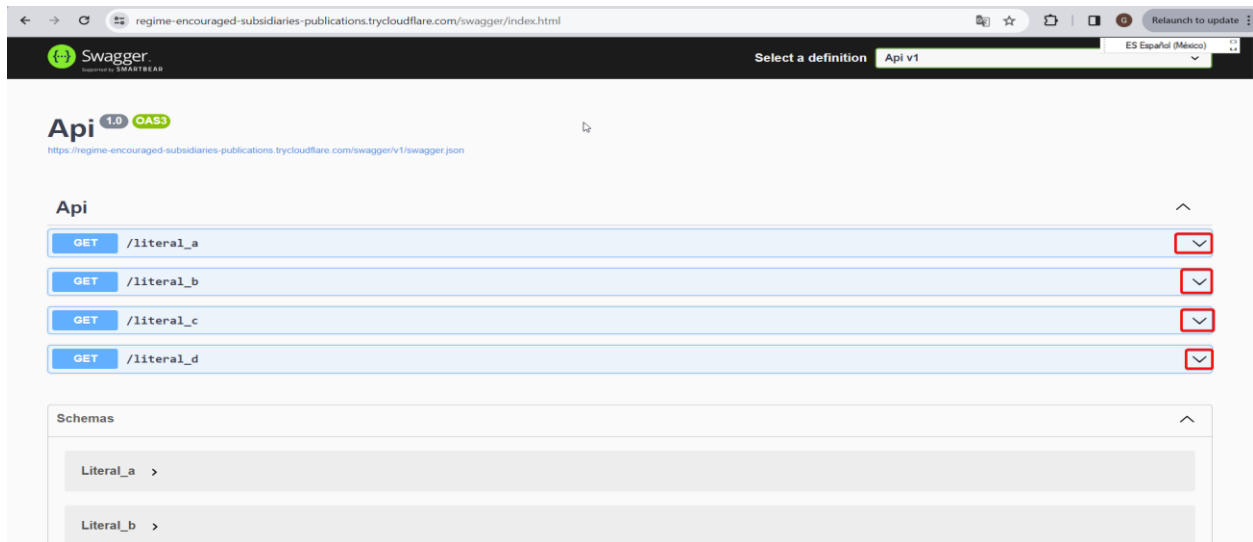 regime-encouraged-subsidiaries-publications.trycloudflare.com/swagger/index.html
G
Relaunch to update
Swagger.
Supported by SMARTBEAR
Select a definition
Api v1
ES Español (México)
Api 1.0 OAS3
https://regime-encouraged-subsidiaries-publications.trycloudflare.com/swagger/v1/swagger.json
Api
GET /literal_a
GET /literal_b
GET /literal_c
GET /literal_d
Schemas
Literal_a >
Literal_b >